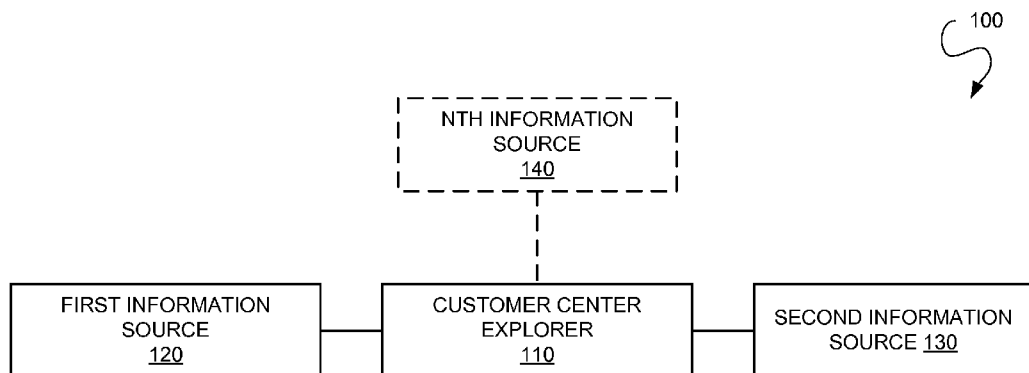 100
NTH INFORMATION
SOURCE
140
FIRST INFORMATION
SOURCE
120
CUSTOMER CENTER
EXPLORER
110
SECOND INFORMATION
SOURCE 130